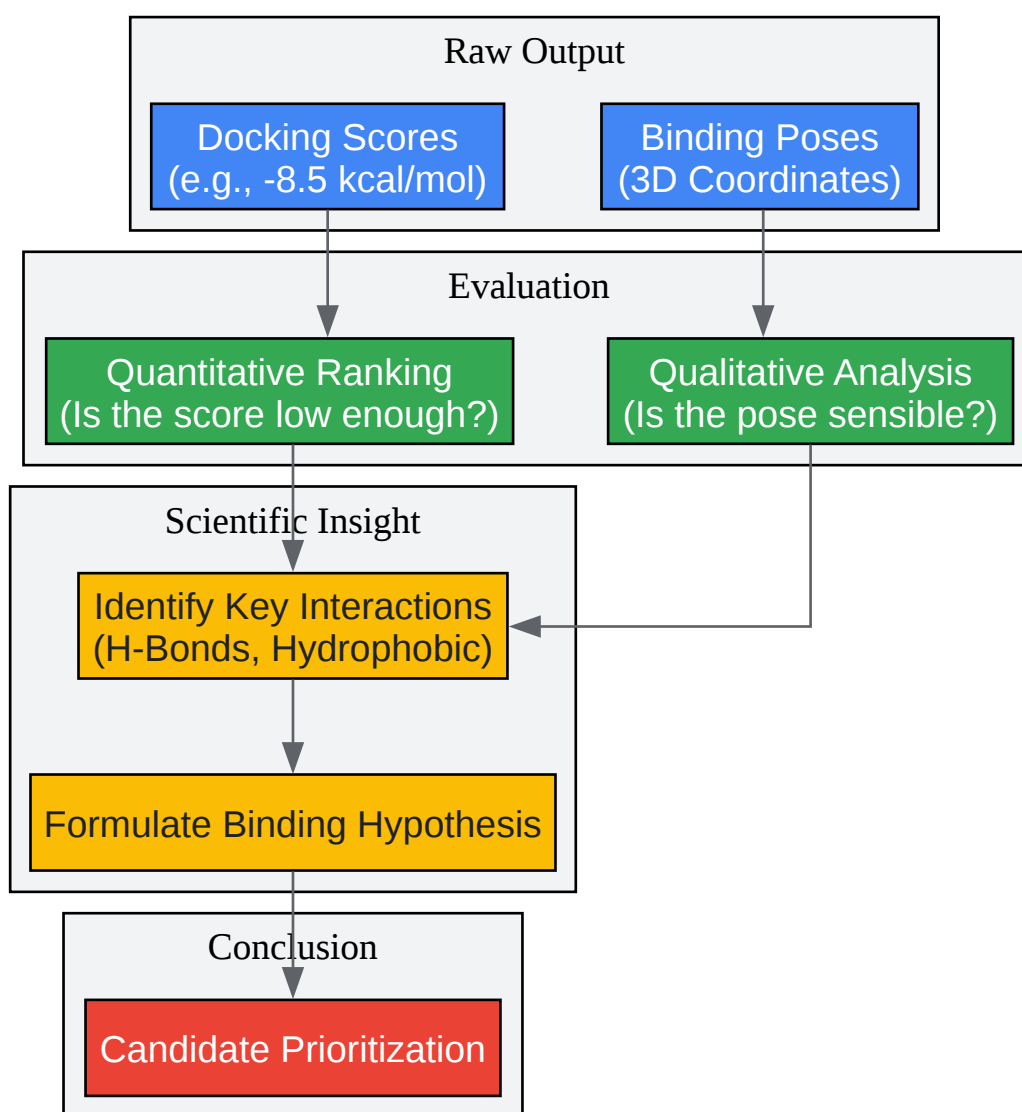 Raw Output
Docking Scores
(e.g., -8.5 kcal/mol)
Binding Poses
(3D Coordinates)
Evaluation
Quantitative Ranking
(Is the score low enough?)
Qualitative Analysis
(Is the pose sensible?)
Scientific Insight
Identify Key Interactions
(H-Bonds, Hydrophobic)
Formulate Binding Hypothesis
Conclusion
Candidate Prioritization